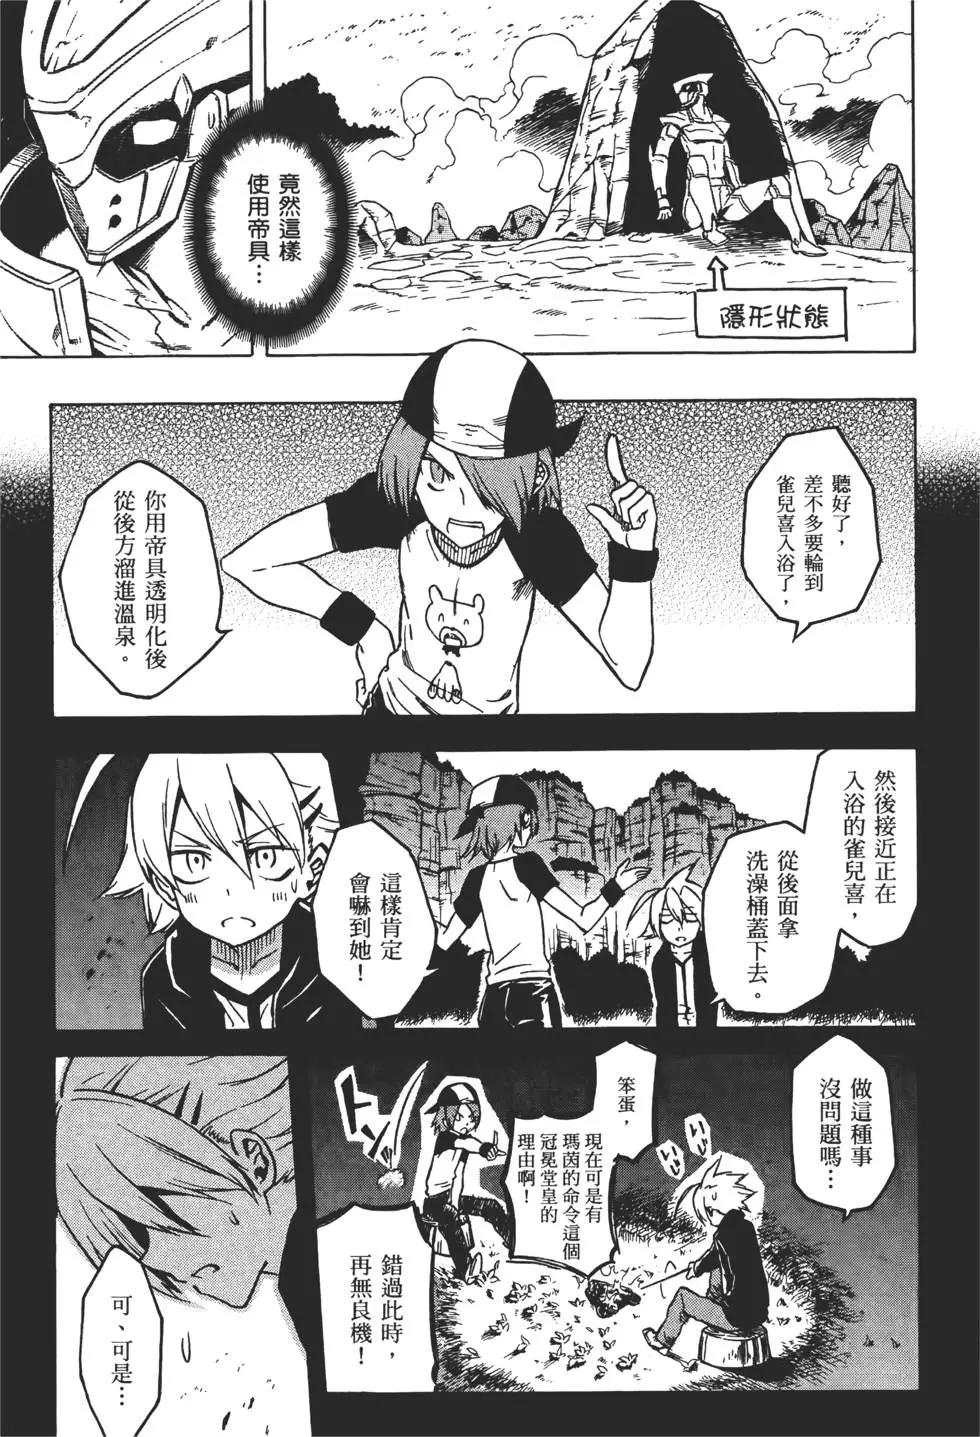 隱形狀態
竟然這樣
使用帝具…
聽好了，
差不多要輪到
雀兒喜入浴了，
你用帝具透明化後
從後方溜進溫泉。
然後接近正在
入浴的雀兒喜，
從後面拿
洗澡桶蓋下去。
這樣肯定
會嚇到她！
做這種事
沒問題嗎…
笨蛋，
現在可是有
瑪茵的命令這個
冠冕堂皇的
理由啊！
錯過此時，
再無良機！
可、可是…